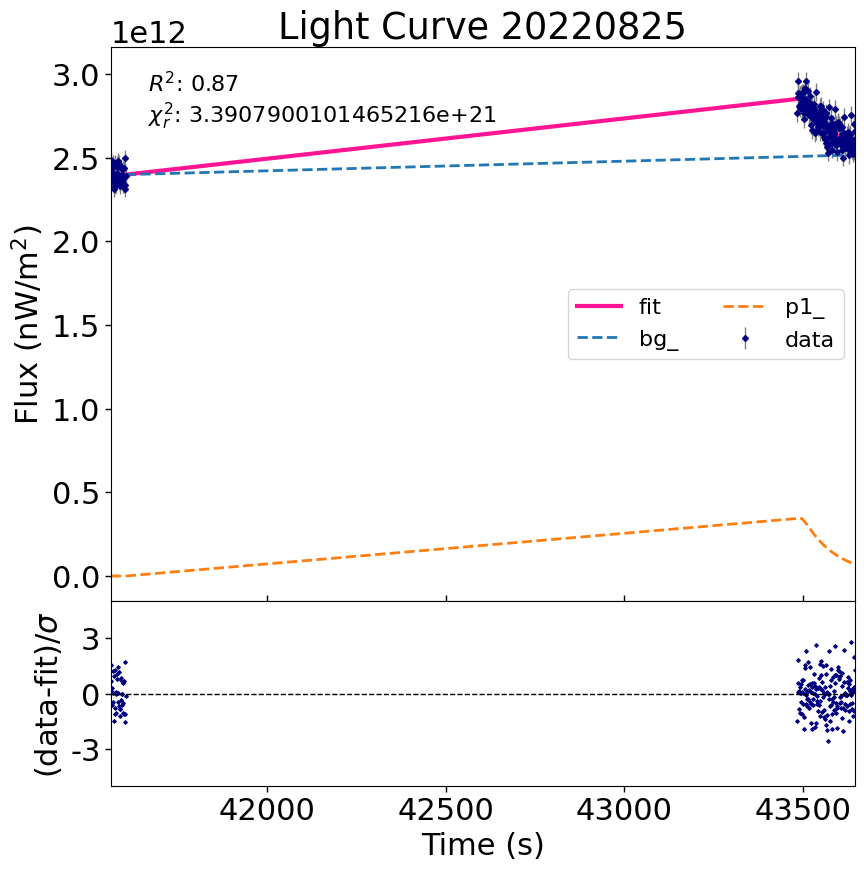 Light Curve 20220825
1e12
R²: 0.87
χ²ᵣ: 3.3907900101465216e+21
3.0
2.5
2.0
1.5
1.0
0.5
0.0
Flux (nW/m²)
fit
bg_
p1_
data
3
0
-3
(data-fit)/σ
42000 42500 43000 43500
Time (s)